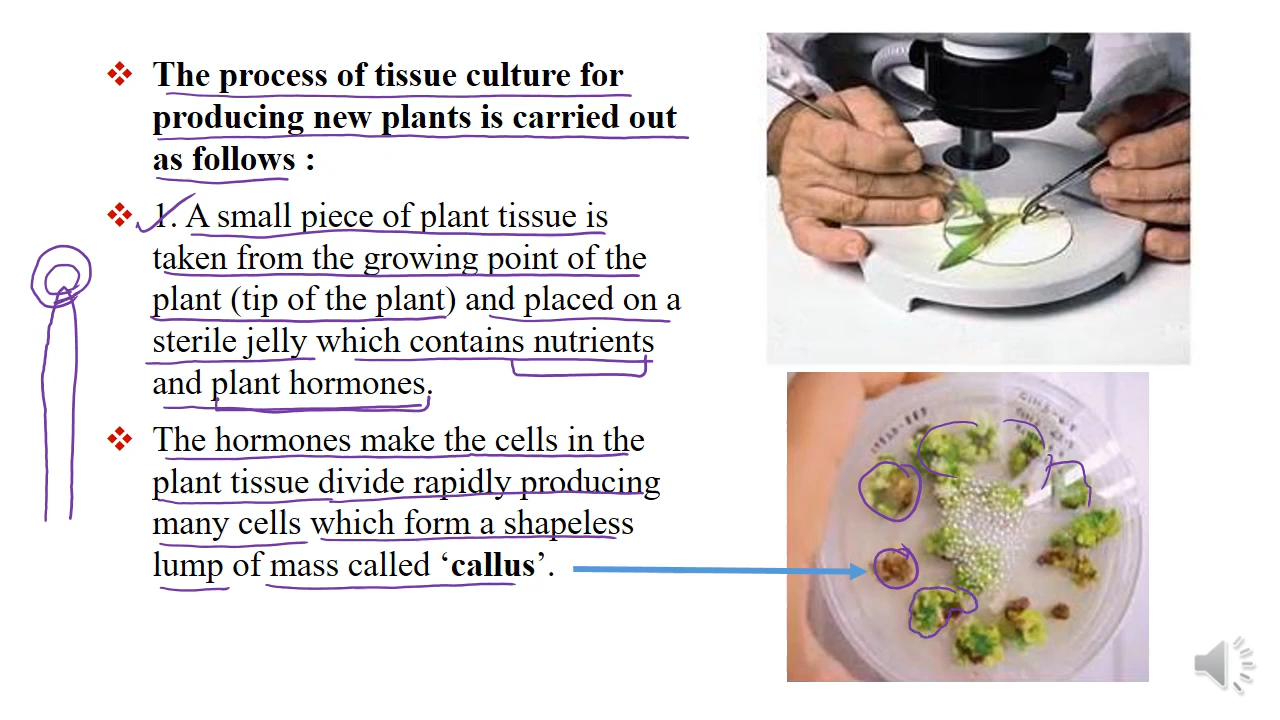 The process of tissue culture for
producing new plants is carried out
as follows :
1. A small piece of plant tissue is
taken from the growing point of the
plant (tip of the plant) and placed on a
sterile jelly which contains nutrients
and plant hormones.
The hormones make the cells in the
plant tissue divide rapidly producing
many cells which form a shapeless
lump of mass called ‘callus’.